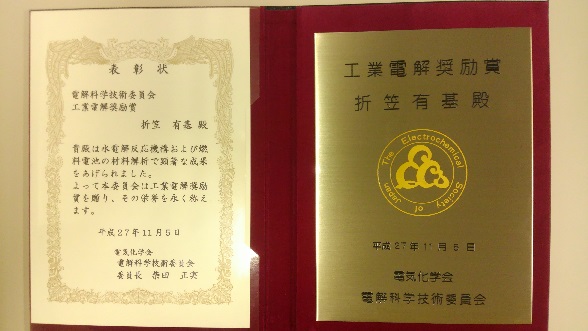 表彰状
電解科学技術委員会
工業電解奨励賞
折笠 有基 殿
貴殿は水電解反応機構および燃
料電池の材料解析で顕著な成果
をあげられました。
よって本委員会は工業電解奨励
賞を贈り、その栄誉を永く称え
ます。
平成27年11月5日
電気化学会
電解科学技術委員会
委員長 柴田 正実
工業電解奨励賞
折笠有基殿
The Electrochemical Society of Japan
ECSJ
平成27年11月5日
電気化学会
電解科学技術委員会